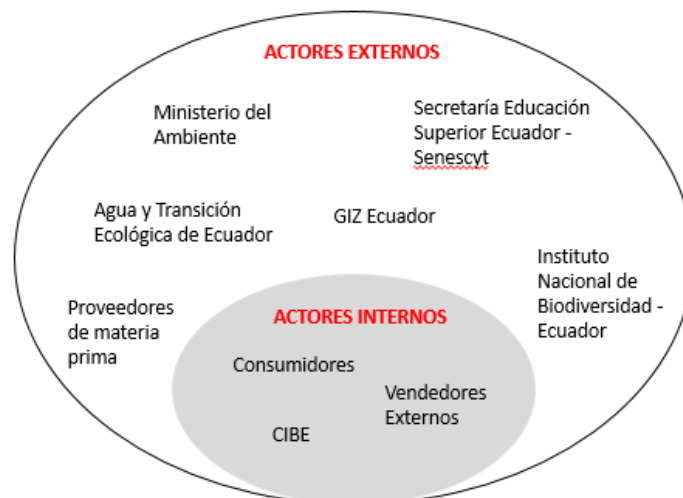 ACTORES EXTERNOS
Ministerio del
Ambiente
Secretaría Educación
Superior Ecuador -
Senescyt
Agua y Transición
Ecológica de Ecuador
GIZ Ecuador
Instituto
Nacional de
Biodiversidad -
Ecuador
Proveedores
de materia
prima
ACTORES INTERNOS
Consumidores
Vendedores
Externos
CIBE